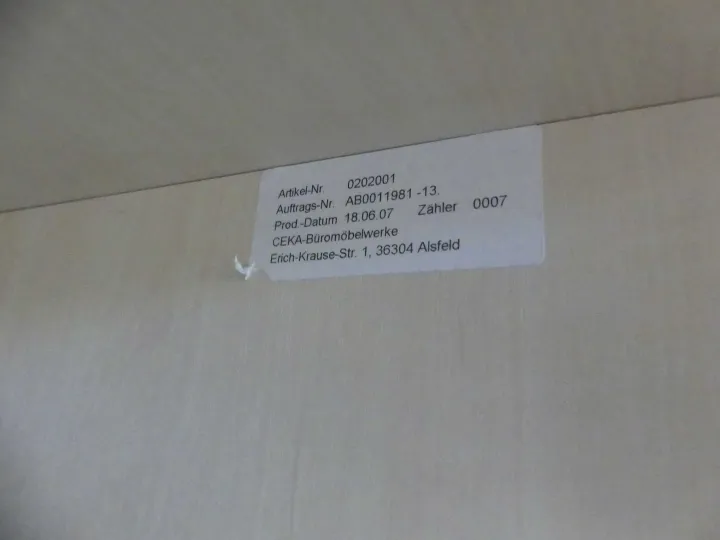 Artikel-Nr. 0202001
Auftrags-Nr. AB0011981 -13.
Prod.-Datum 18.06.07 Zähler 0007
CEKA-Büromöbelwerke
Erich-Krause-Str. 1, 36304 Alsfeld